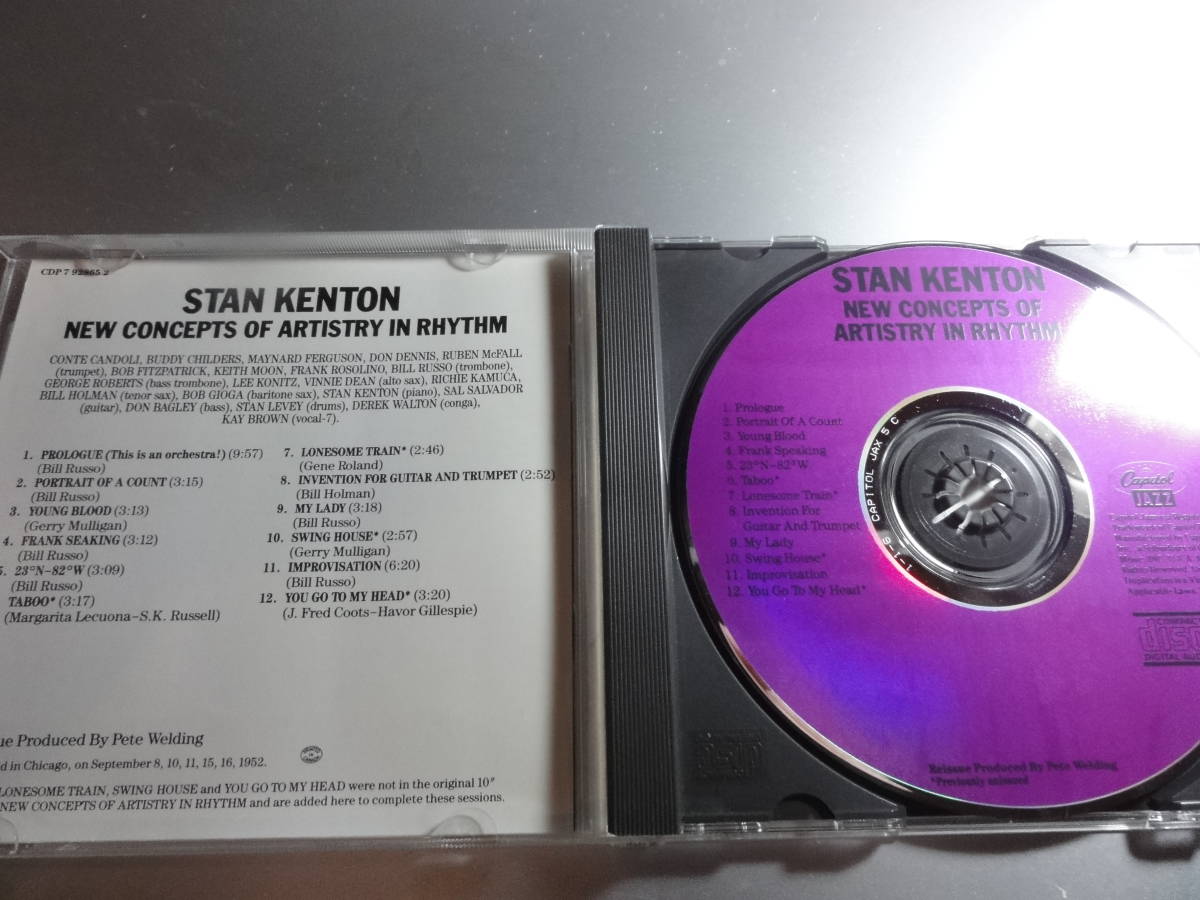 CDP 7 92865 2
STAN KENTON
NEW CONCEPTS OF ARTISTRY IN RHYTHM
CONTE CANDOLI, BUDDY CHILDERS, MAYNARD FERGUSON, DON DENNIS, RUBEN McFALL
(trumpet), BOB FITZPATRICK, KEITH MOON, FRANK ROSOLINO, BILL RUSSO (trombone),
GEORGE ROBERTS (bass trombone), LEE KONITZ, VINNIE DEAN (alto sax), RICHIE KAMUCA,
BILL HOLMAN (tenor sax), BOB GIOGA (baritone sax), STAN KENTON (piano), SAL SALVADOR
(guitar), DON BAGLEY (bass), STAN LEVEY (drums), DEREK WALTON (conga),
KAY BROWN (vocal-7).
1. PROLOGUE (This is an orchestra!) (9:57)
(Bill Russo)
2. PORTRAIT OF A COUNT (3:15)
(Bill Russo)
3. YOUNG BLOOD (3:13)
(Gerry Mulligan)
4. FRANK SEAKING (3:12)
(Bill Russo)
5. 23°N–82°W (3:09)
(Bill Russo)
TABOO* (3:17)
(Margarita Lecuona–S.K. Russell)
7. LONESOME TRAIN* (2:46)
(Gene Roland)
8. INVENTION FOR GUITAR AND TRUMPET (2:52)
(Bill Holman)
9. MY LADY (3:18)
(Bill Russo)
10. SWING HOUSE* (2:57)
(Gerry Mulligan)
11. IMPROVISATION (6:20)
(Bill Russo)
12. YOU GO TO MY HEAD* (3:20)
(J. Fred Coots–Havor Gillespie)
ue Produced By Pete Welding
d in Chicago, on September 8, 10, 11, 15, 16, 1952.
LONESOME TRAIN, SWING HOUSE and YOU GO TO MY HEAD were not in the original 10"
NEW CONCEPTS OF ARTISTRY IN RHYTHM and are added here to complete these sessions.
STAN KENTON
NEW CONCEPTS OF
ARTISTRY IN RHYTHM
1. Prologue
2. Portrait Of A Count
3. Young Blood
4. Frank Speaking
5. 23°N–82°W
6. Taboo*
7. Lonesome Train*
8. Invention For
Guitar And Trumpet
9. My Lady
10. Swing House*
11. Improvisation
12. You Go To My Head*
1-1-6 CAPITOL JAX 5 C
Capitol
JAZZ
COMPACT
disc
DIGITAL AUD
Reissue Produced By Pete Welding
*Previously unissued